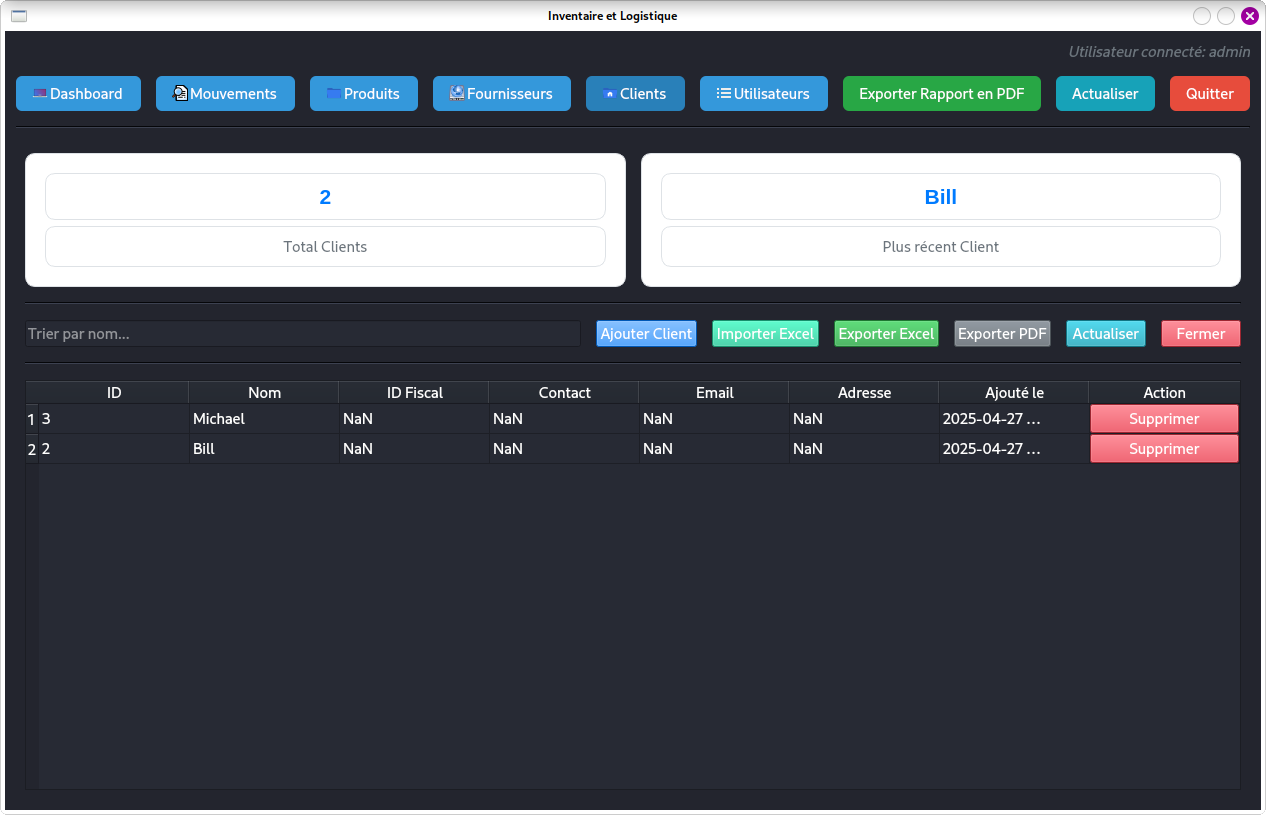 Inventaire et Logistique
Utilisateur connecté: admin
Dashboard Mouvements Produits Fournisseurs Clients Utilisateurs Exporter Rapport en PDF Actualiser Quitter
2 Bill
Total Clients Plus récent Client
Trier par nom... Ajouter Client Importer Excel Exporter Excel Exporter PDF Actualiser Fermer
ID Nom ID Fiscal Contact Email Adresse Ajouté le Action
1 3 Michael NaN NaN NaN NaN 2025-04-27 ... Supprimer
2 2 Bill NaN NaN NaN NaN 2025-04-27 ... Supprimer